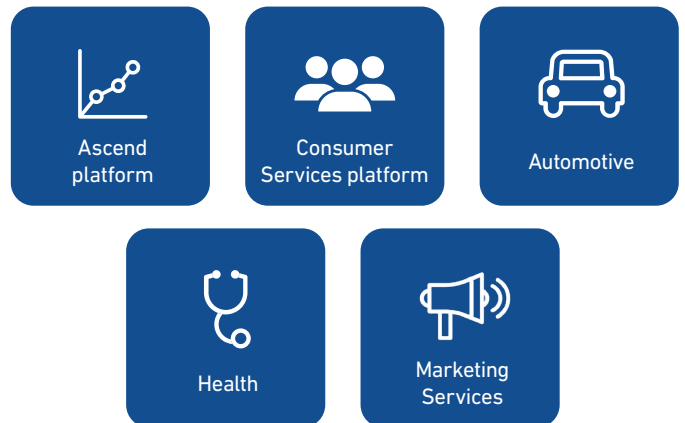 Ascend
platform
Consumer
Services platform
Automotive
Health
Marketing
Services